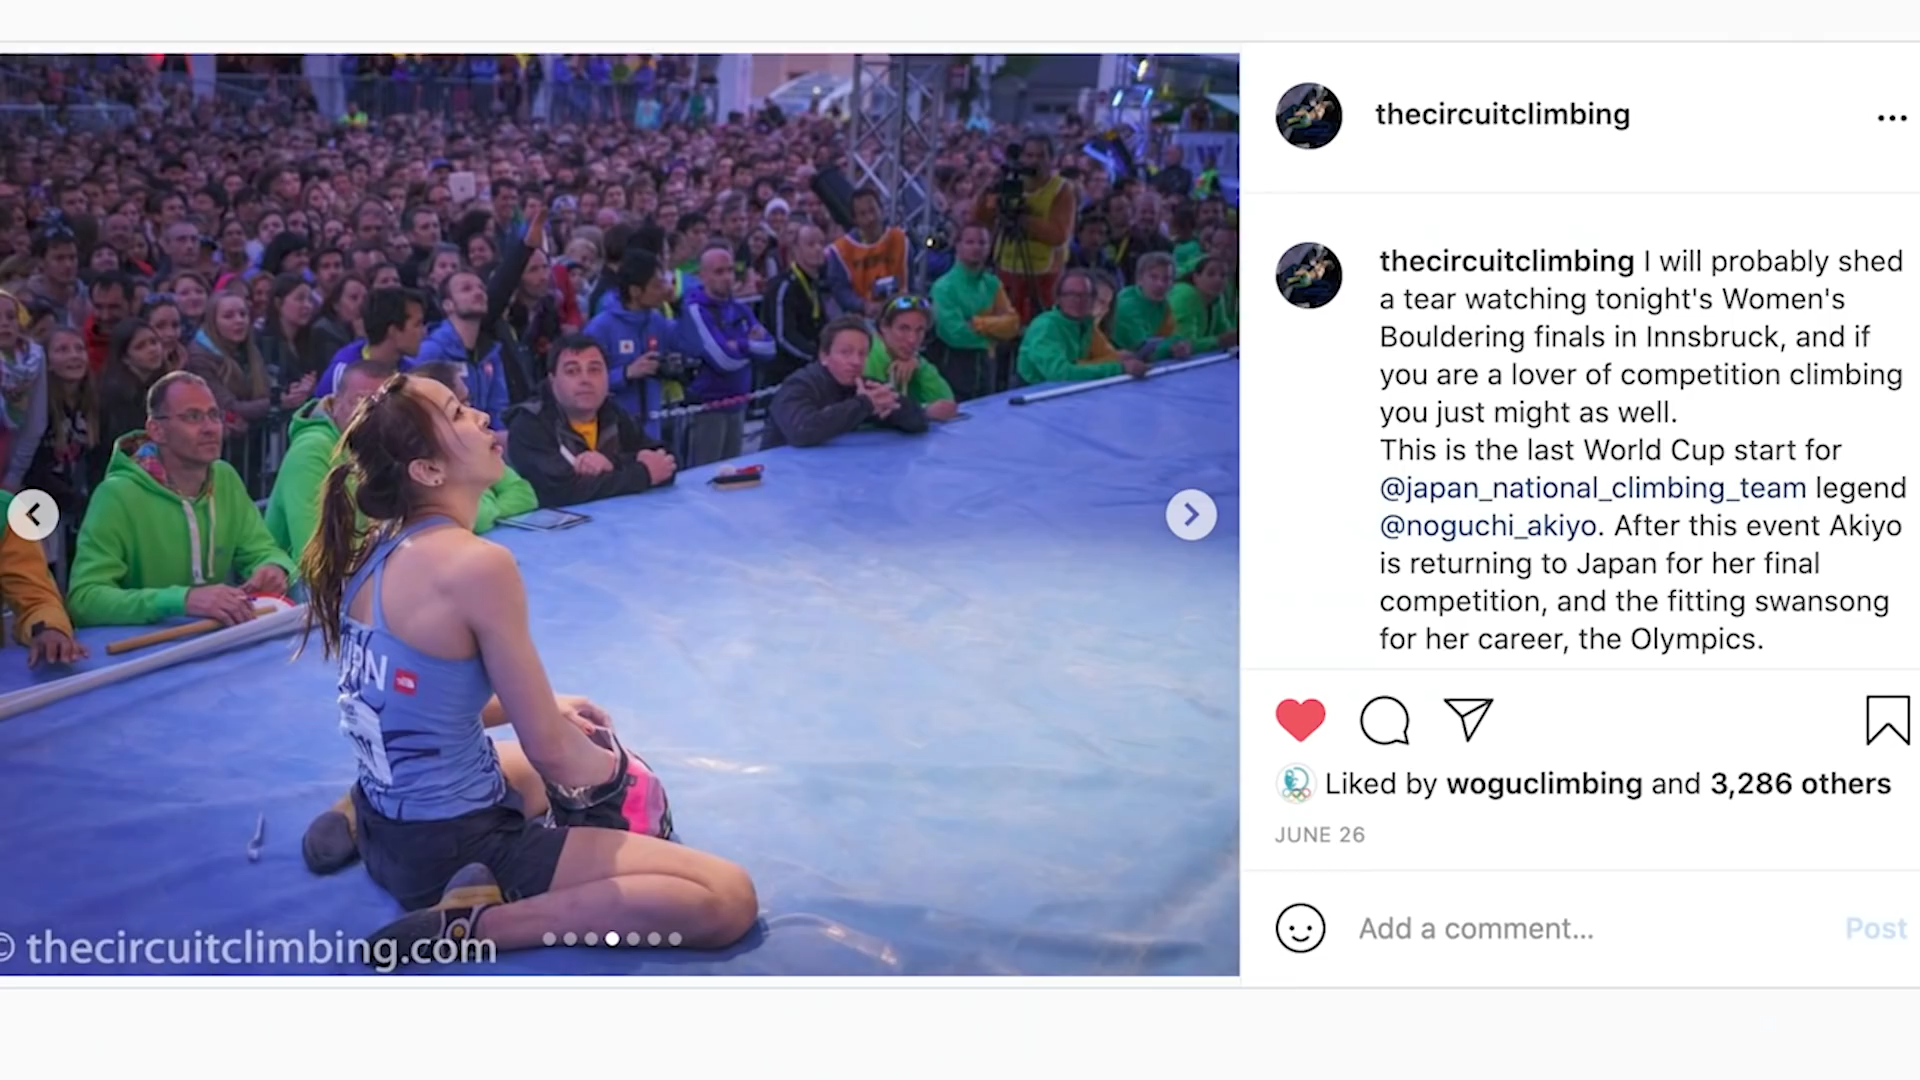 thecircuitclimbing
thecircuitclimbing I will probably shed
a tear watching tonight's Women's
Bouldering finals in Innsbruck, and if
you are a lover of competition climbing
you just might as well.
This is the last World Cup start for
@japan_national_climbing_team legend
@noguchi_akiyo. After this event Akiyo
is returning to Japan for her final
competition, and the fitting swansong
for her career, the Olympics.
Liked by woguclimbing and 3,286 others
JUNE 26
Add a comment... Post
© thecircuitclimbing.com